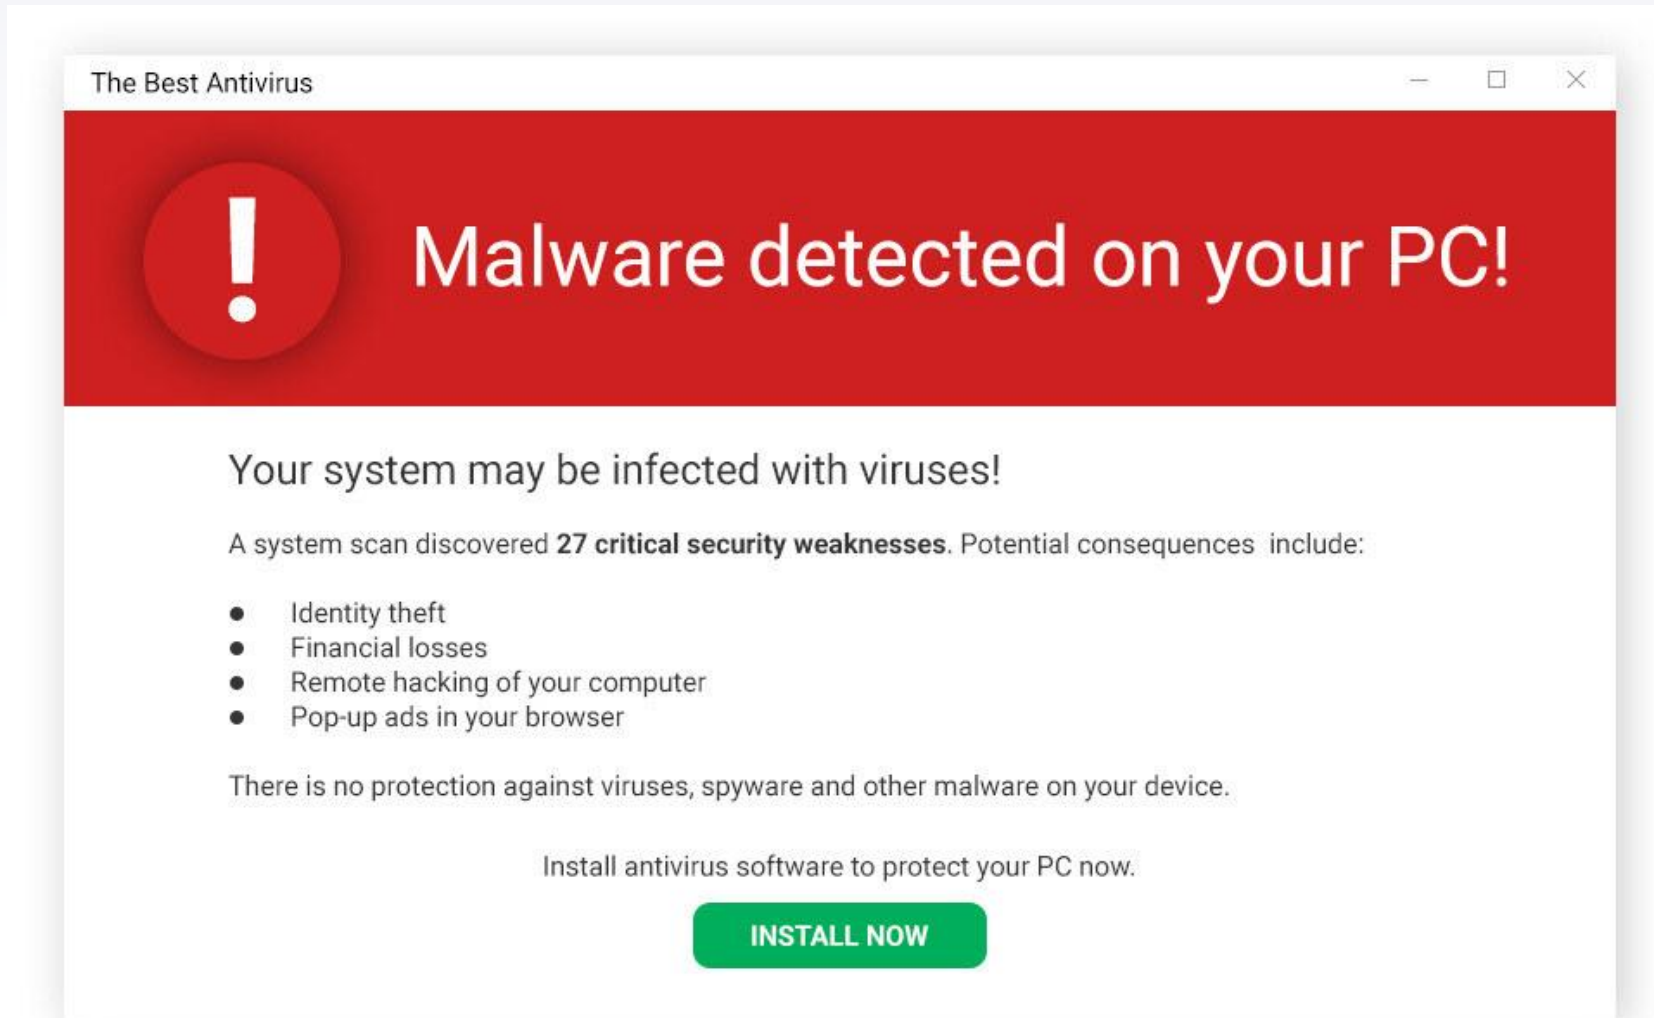 The Best Antivirus
!
Malware detected on your PC!
Your system may be infected with viruses!
A system scan discovered 27 critical security weaknesses. Potential consequences include:
● Identity theft
● Financial losses
● Remote hacking of your computer
● Pop-up ads in your browser
There is no protection against viruses, spyware and other malware on your device.
Install antivirus software to protect your PC now.
INSTALL NOW